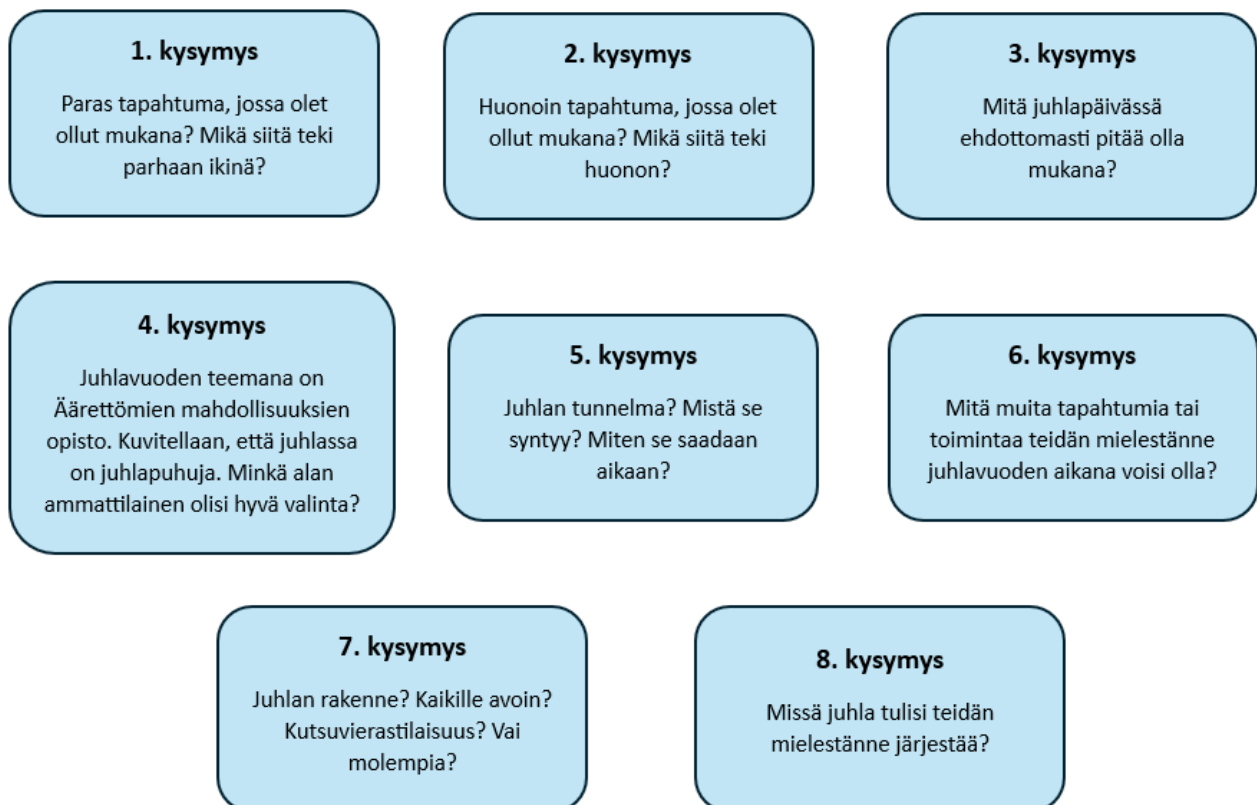 1. kysymys
Paras tapahtuma, jossa olet
ollut mukana? Mikä siitä teki
parhaan ikinä?
2. kysymys
Huonoin tapahtuma, jossa olet
ollut mukana? Mikä siitä teki
huonon?
3. kysymys
Mitä juhlapäivässä
ehdottomasti pitää olla
mukana?
4. kysymys
Juhlavuoden teemana on
Äärettömien mahdollisuuksien
opisto. Kuvitellaan, että juhlassa
on juhlapuhuja. Minkä alan
ammattilainen olisi hyvä valinta?
5. kysymys
Juhlan tunnelma? Mistä se
syntyy? Miten se saadaan
aikaan?
6. kysymys
Mitä muita tapahtumia tai
toimintaa teidän mielestänne
juhlavuoden aikana voisi olla?
7. kysymys
Juhlan rakenne? Kaikille avoin?
Kutsuvierastilaisuus? Vai
molempia?
8. kysymys
Missä juhla tulisi teidän
mielestänne järjestää?